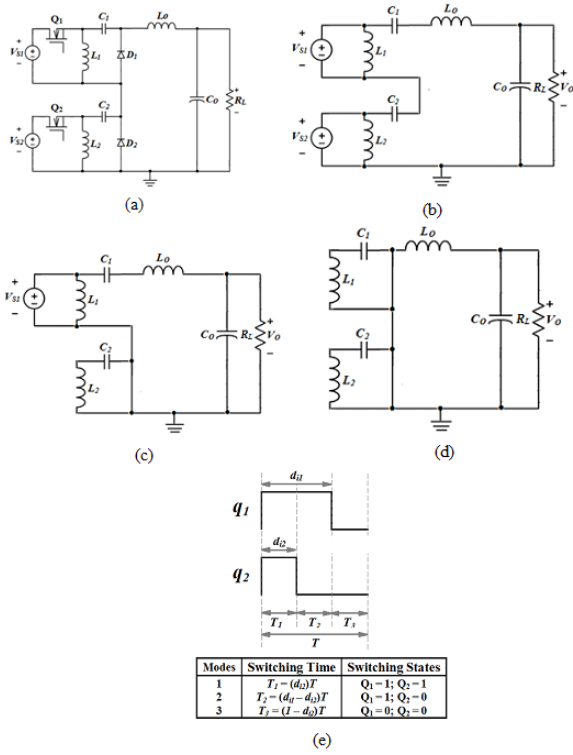 Q1 C1 LO
+ VS1 − L1 D1
Q2 C2 CO RL + −
+ VS2 − L2 D2
(a)
C1 LO
+ VS1 − L1
C2 CO RL + VO −
+ VS2 − L2
(b)
C1 LO
+ VS1 − L1
C2 CO RL + VO −
L2
(c)
C1 LO
L1
C2 CO RL + VO −
L2
(d)
di1
q1
di2
q2
T1 T2 T3
T
Modes Switching Time Switching States
1 T1 = (di2)T Q1 = 1; Q2 = 1
2 T2 = (di1 – di2)T Q1 = 1; Q2 = 0
3 T3 = (1 – di2)T Q1 = 0; Q2 = 0
(e)